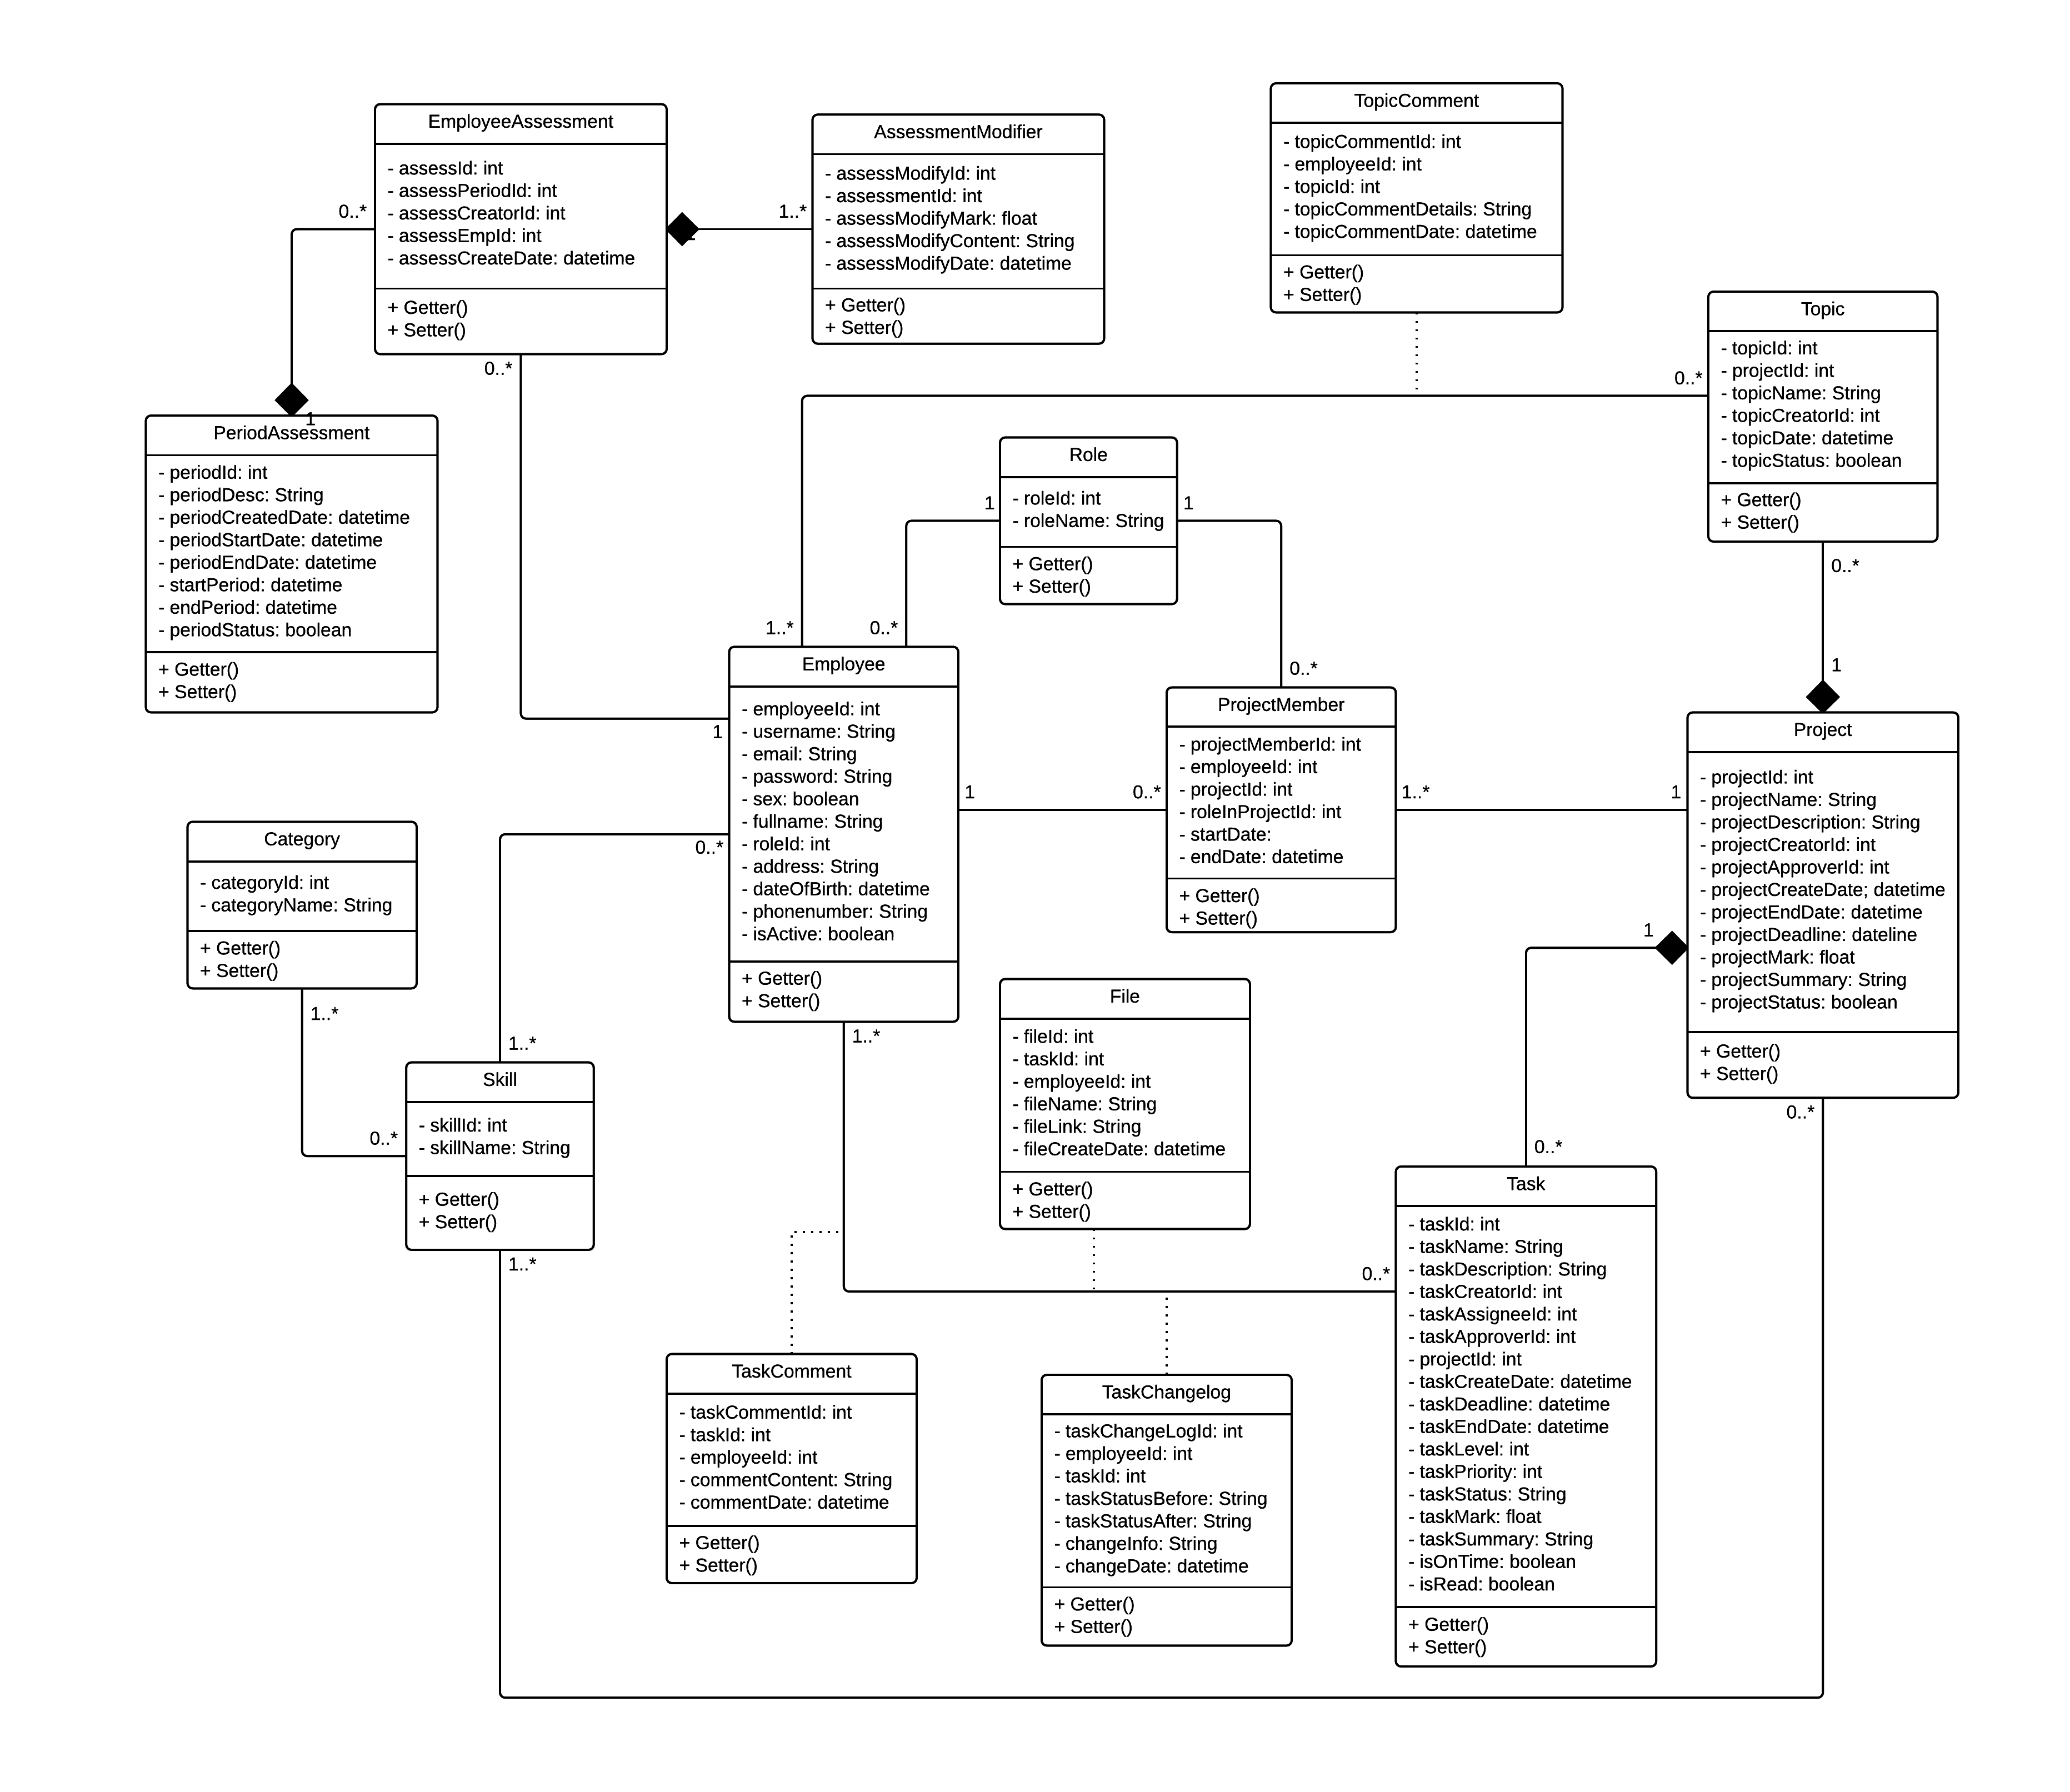 EmployeeAssessment
- assessId: int
- assessPeriodId: int
- assessCreatorId: int
- assessEmpId: int
- assessCreateDate: datetime
+ Getter()
+ Setter()
0..*
0..*
1..*
AssessmentModifier
- assessModifyId: int
- assessmentId: int
- assessModifyMark: float
- assessModifyContent: String
- assessModifyDate: datetime
+ Getter()
+ Setter()
TopicComment
- topicCommentId: int
- employeeId: int
- topicId: int
- topicCommentDetails: String
- topicCommentDate: datetime
+ Getter()
+ Setter()
Topic
- topicId: int
- projectId: int
- topicName: String
- topicCreatorId: int
- topicDate: datetime
- topicStatus: boolean
+ Getter()
+ Setter()
0..*
0..*
1
1
PeriodAssessment
- periodId: int
- periodDesc: String
- periodCreatedDate: datetime
- periodStartDate: datetime
- periodEndDate: datetime
- startPeriod: datetime
- endPeriod: datetime
- periodStatus: boolean
+ Getter()
+ Setter()
Role
- roleId: int
- roleName: String
+ Getter()
+ Setter()
1
1
0..*
0..*
1..*
Employee
- employeeId: int
- username: String
- email: String
- password: String
- sex: boolean
- fullname: String
- roleId: int
- address: String
- dateOfBirth: datetime
- phonenumber: String
- isActive: boolean
+ Getter()
+ Setter()
1
1
0..*
0..*
1..*
ProjectMember
- projectMemberId: int
- employeeId: int
- projectId: int
- roleInProjectId: int
- startDate:
- endDate: datetime
+ Getter()
+ Setter()
1..*
1
Project
- projectId: int
- projectName: String
- projectDescription: String
- projectCreatorId: int
- projectApproverId: int
- projectCreateDate; datetime
- projectEndDate: datetime
- projectDeadline: dateline
- projectMark: float
- projectSummary: String
- projectStatus: boolean
+ Getter()
+ Setter()
1
0..*
0..*
Category
- categoryId: int
- categoryName: String
+ Getter()
+ Setter()
1..*
0..*
1..*
Skill
- skillId: int
- skillName: String
+ Getter()
+ Setter()
1..*
File
- fileId: int
- taskId: int
- employeeId: int
- fileName: String
- fileLink: String
- fileCreateDate: datetime
+ Getter()
+ Setter()
0..*
Task
- taskId: int
- taskName: String
- taskDescription: String
- taskCreatorId: int
- taskAssigneeId: int
- taskApproverId: int
- projectId: int
- taskCreateDate: datetime
- taskDeadline: datetime
- taskEndDate: datetime
- taskLevel: int
- taskPriority: int
- taskStatus: String
- taskMark: float
- taskSummary: String
- isOnTime: boolean
- isRead: boolean
+ Getter()
+ Setter()
TaskComment
- taskCommentId: int
- taskId: int
- employeeId: int
- commentContent: String
- commentDate: datetime
+ Getter()
+ Setter()
TaskChangelog
- taskChangeLogId: int
- employeeId: int
- taskId: int
- taskStatusBefore: String
- taskStatusAfter: String
- changeInfo: String
- changeDate: datetime
+ Getter()
+ Setter()